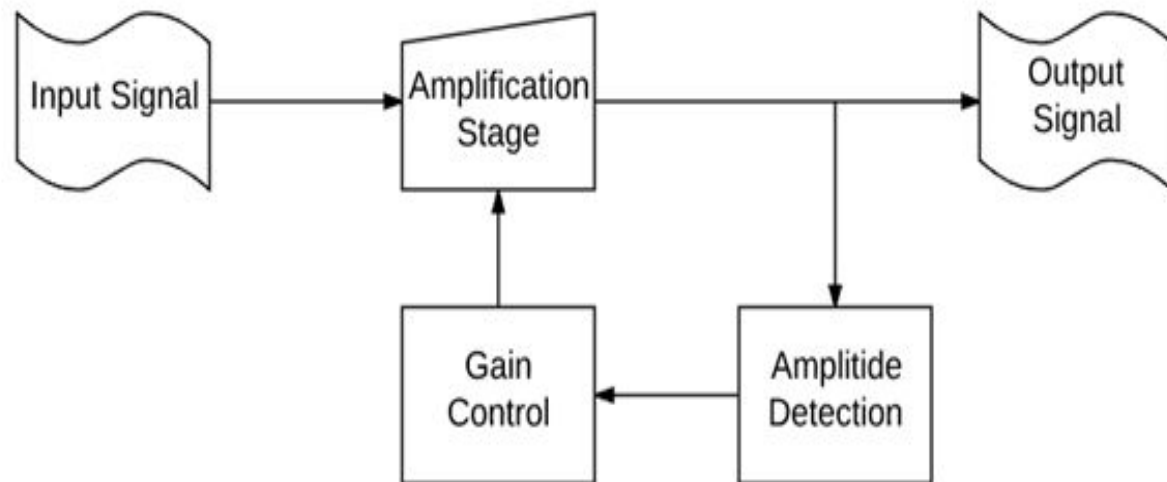 Input Signal
Amplification
Stage
Output
Signal
Gain
Control
Amplitide
Detection